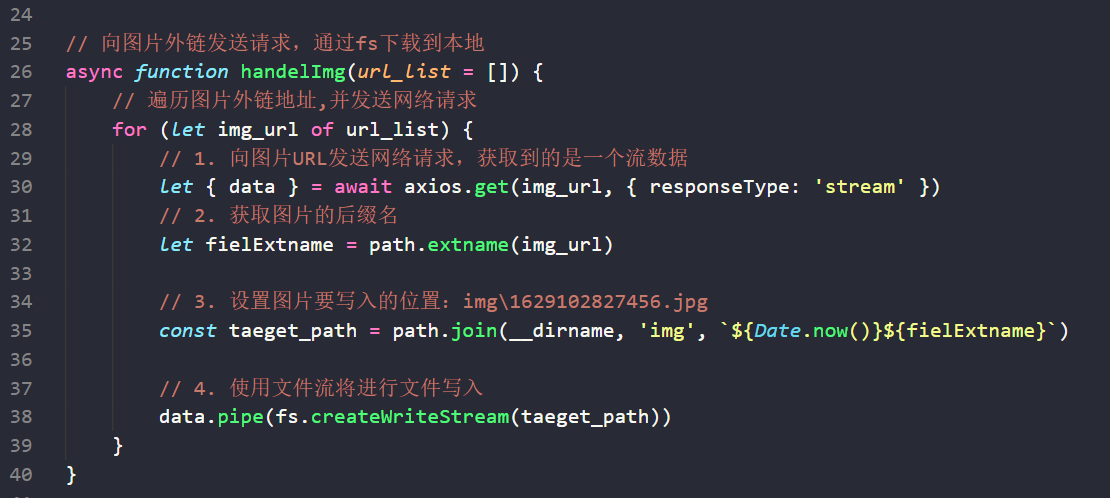 24
25 // 向图片外链发送请求，通过fs下载到本地
26 async function handelImg(url_list = []) {
27 // 遍历图片外链地址,并发送网络请求
28 for (let img_url of url_list) {
29 // 1. 向图片URL发送网络请求，获取到的是一个流数据
30 let { data } = await axios.get(img_url, { responseType: 'stream' })
31 // 2. 获取图片的后缀名
32 let fielExtname = path.extname(img_url)
33
34 // 3. 设置图片要写入的位置：img\1629102827456.jpg
35 const taeget_path = path.join(__dirname, 'img', `${Date.now()}${fielExtname}`)
36
37 // 4. 使用文件流将进行文件写入
38 data.pipe(fs.createWriteStream(taeget_path))
39 }
40 }